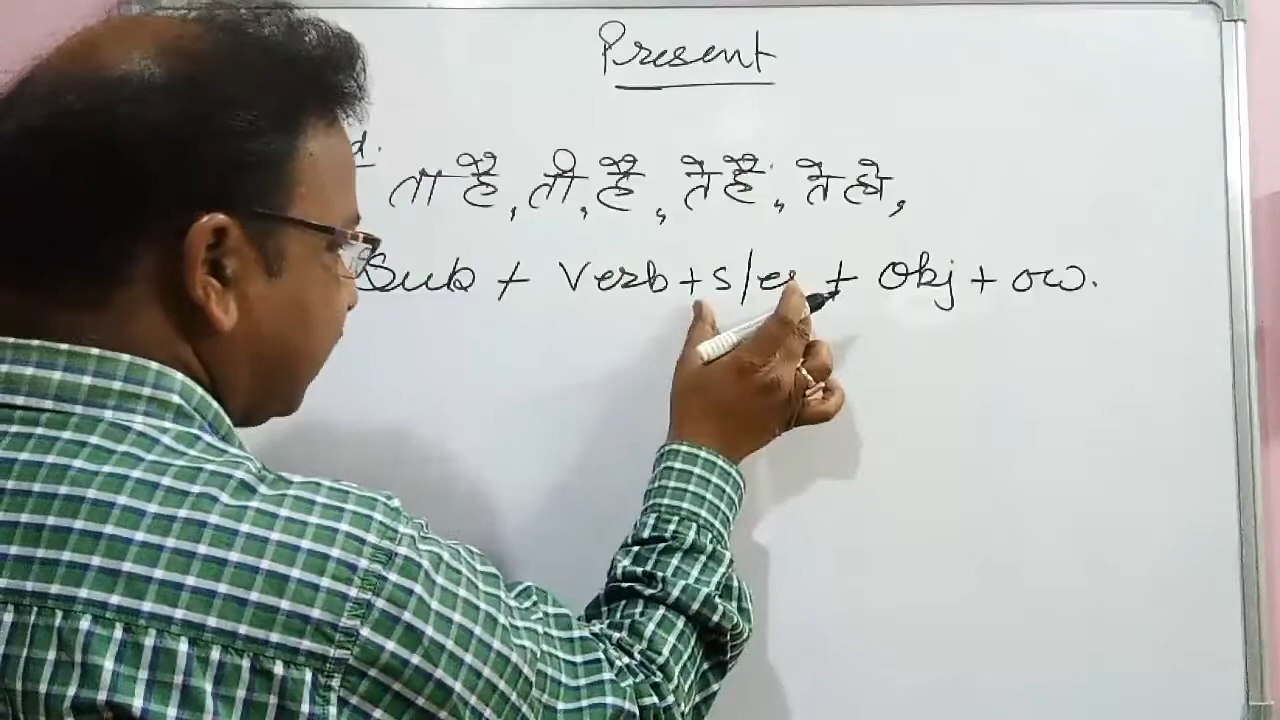 Present
d.
ता है, ती है, ते हैं, ते हो,
Sub + Verb + s/es + Obj + ow.